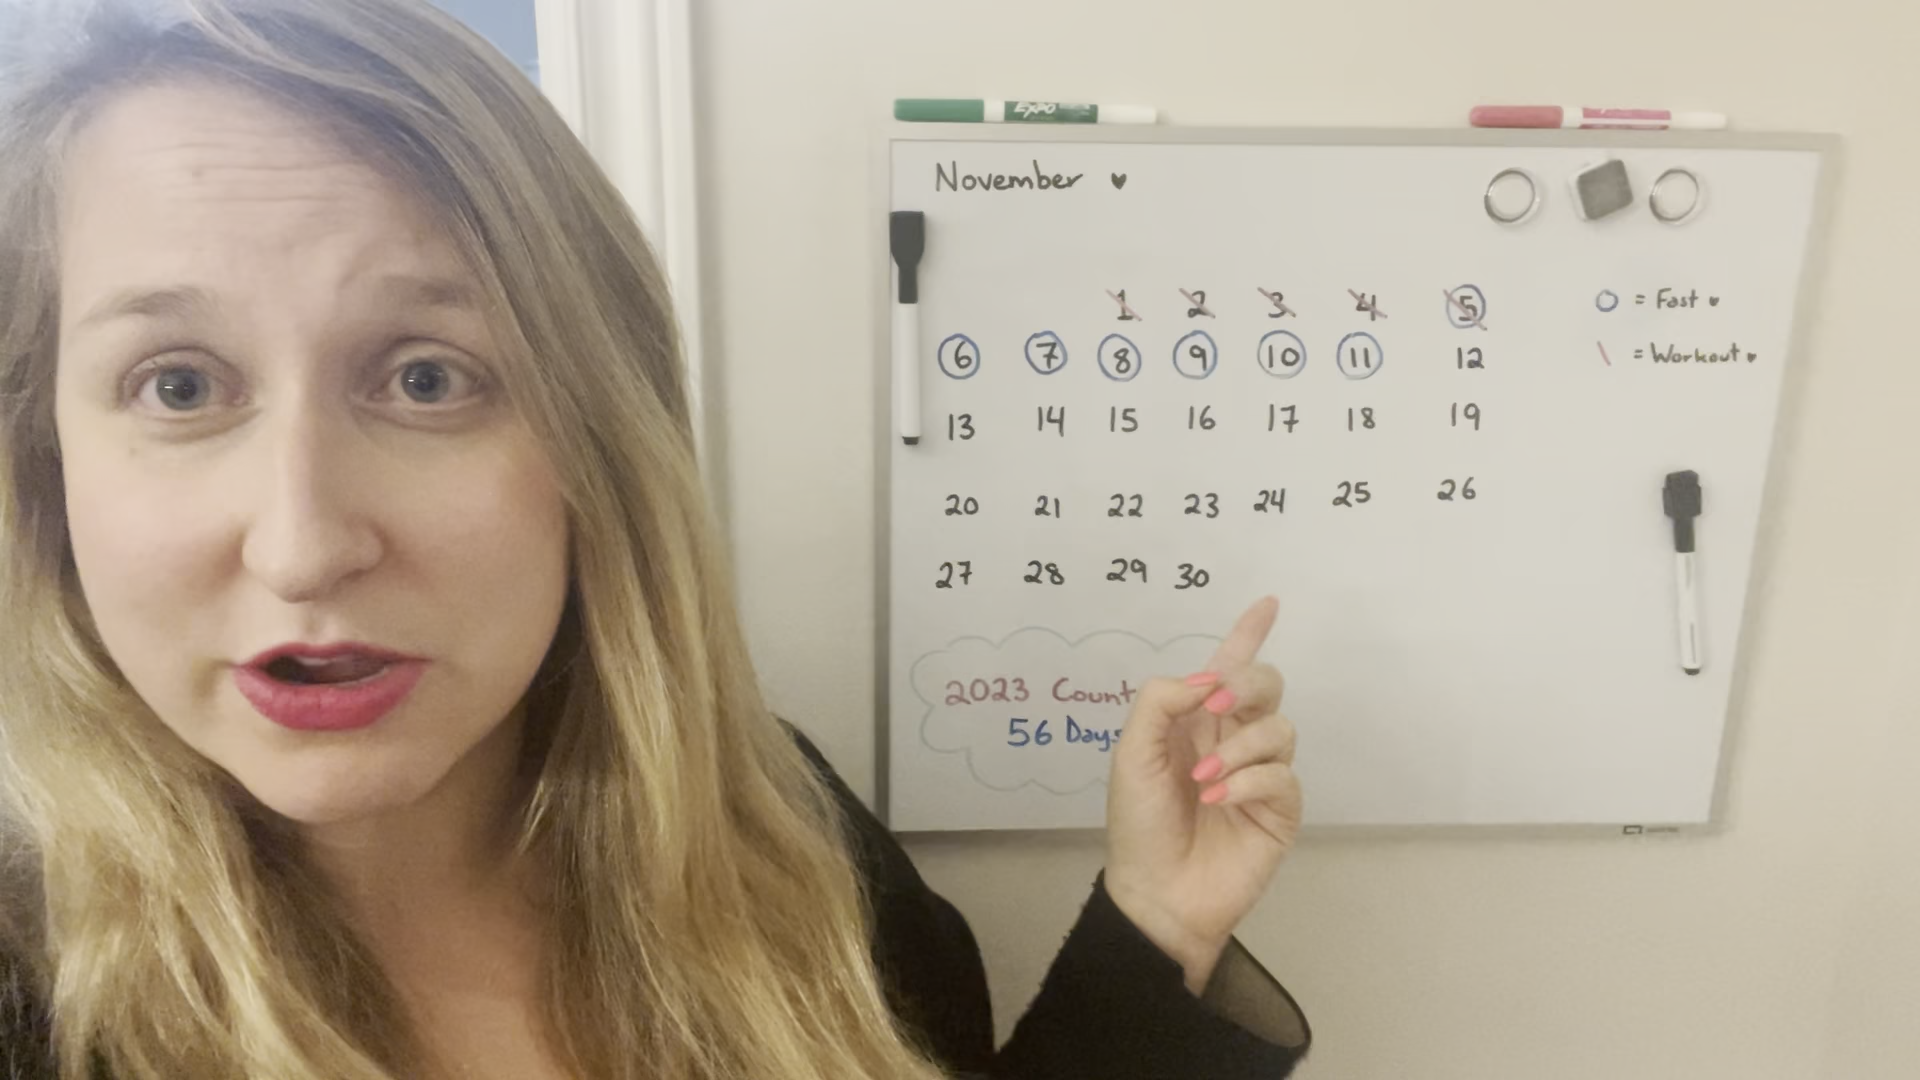 EXPO
November ♥
1 2 3 4 5
6 7 8 9 10 11 12
13 14 15 16 17 18 19
20 21 22 23 24 25 26
27 28 29 30
O = Fast ♥
\ = Workout ♥
2023 Count
56 Days